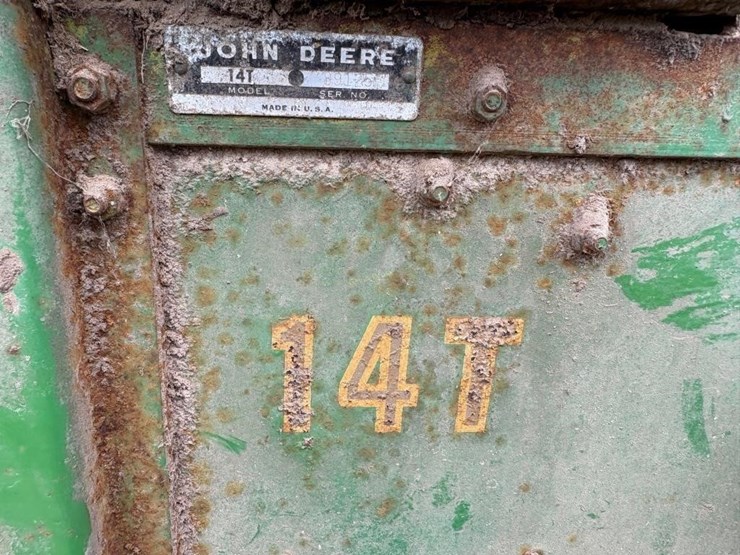 JOHN DEERE
14T
MODEL SER. NO.
MADE IN U.S.A.
14T